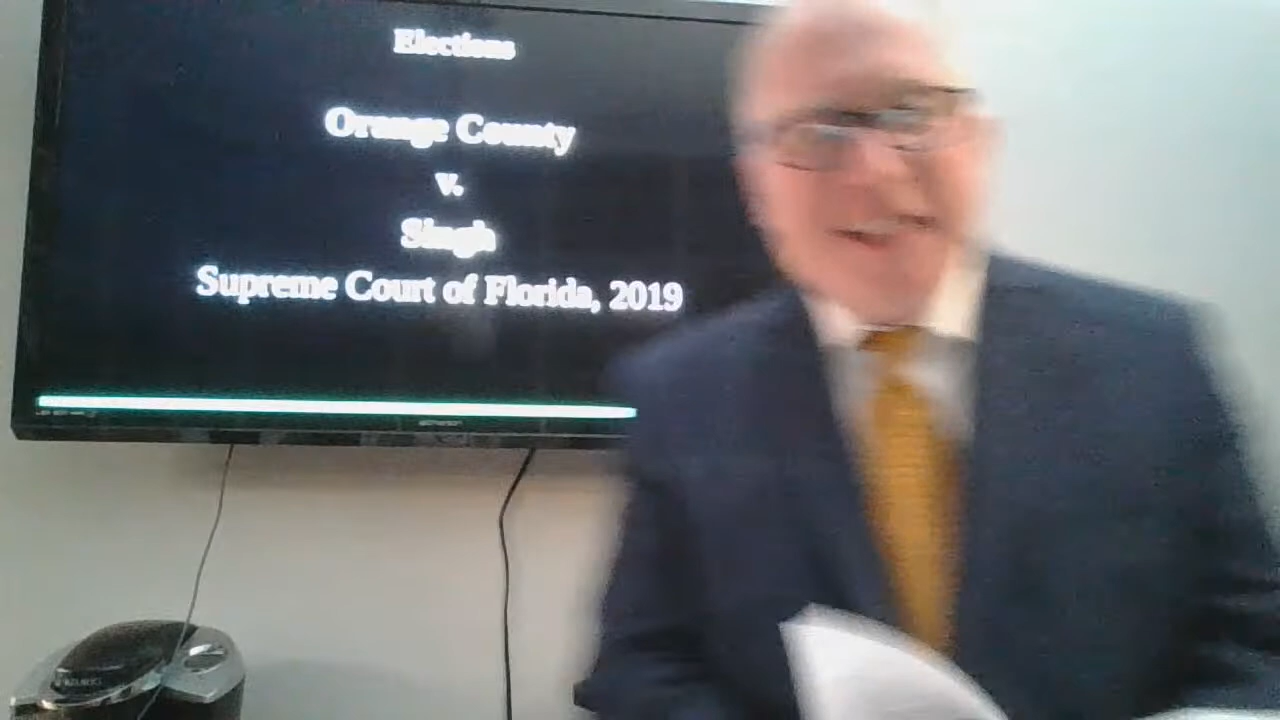 Elections
Orange County
v.
Singh
Supreme Court of Florida, 2019